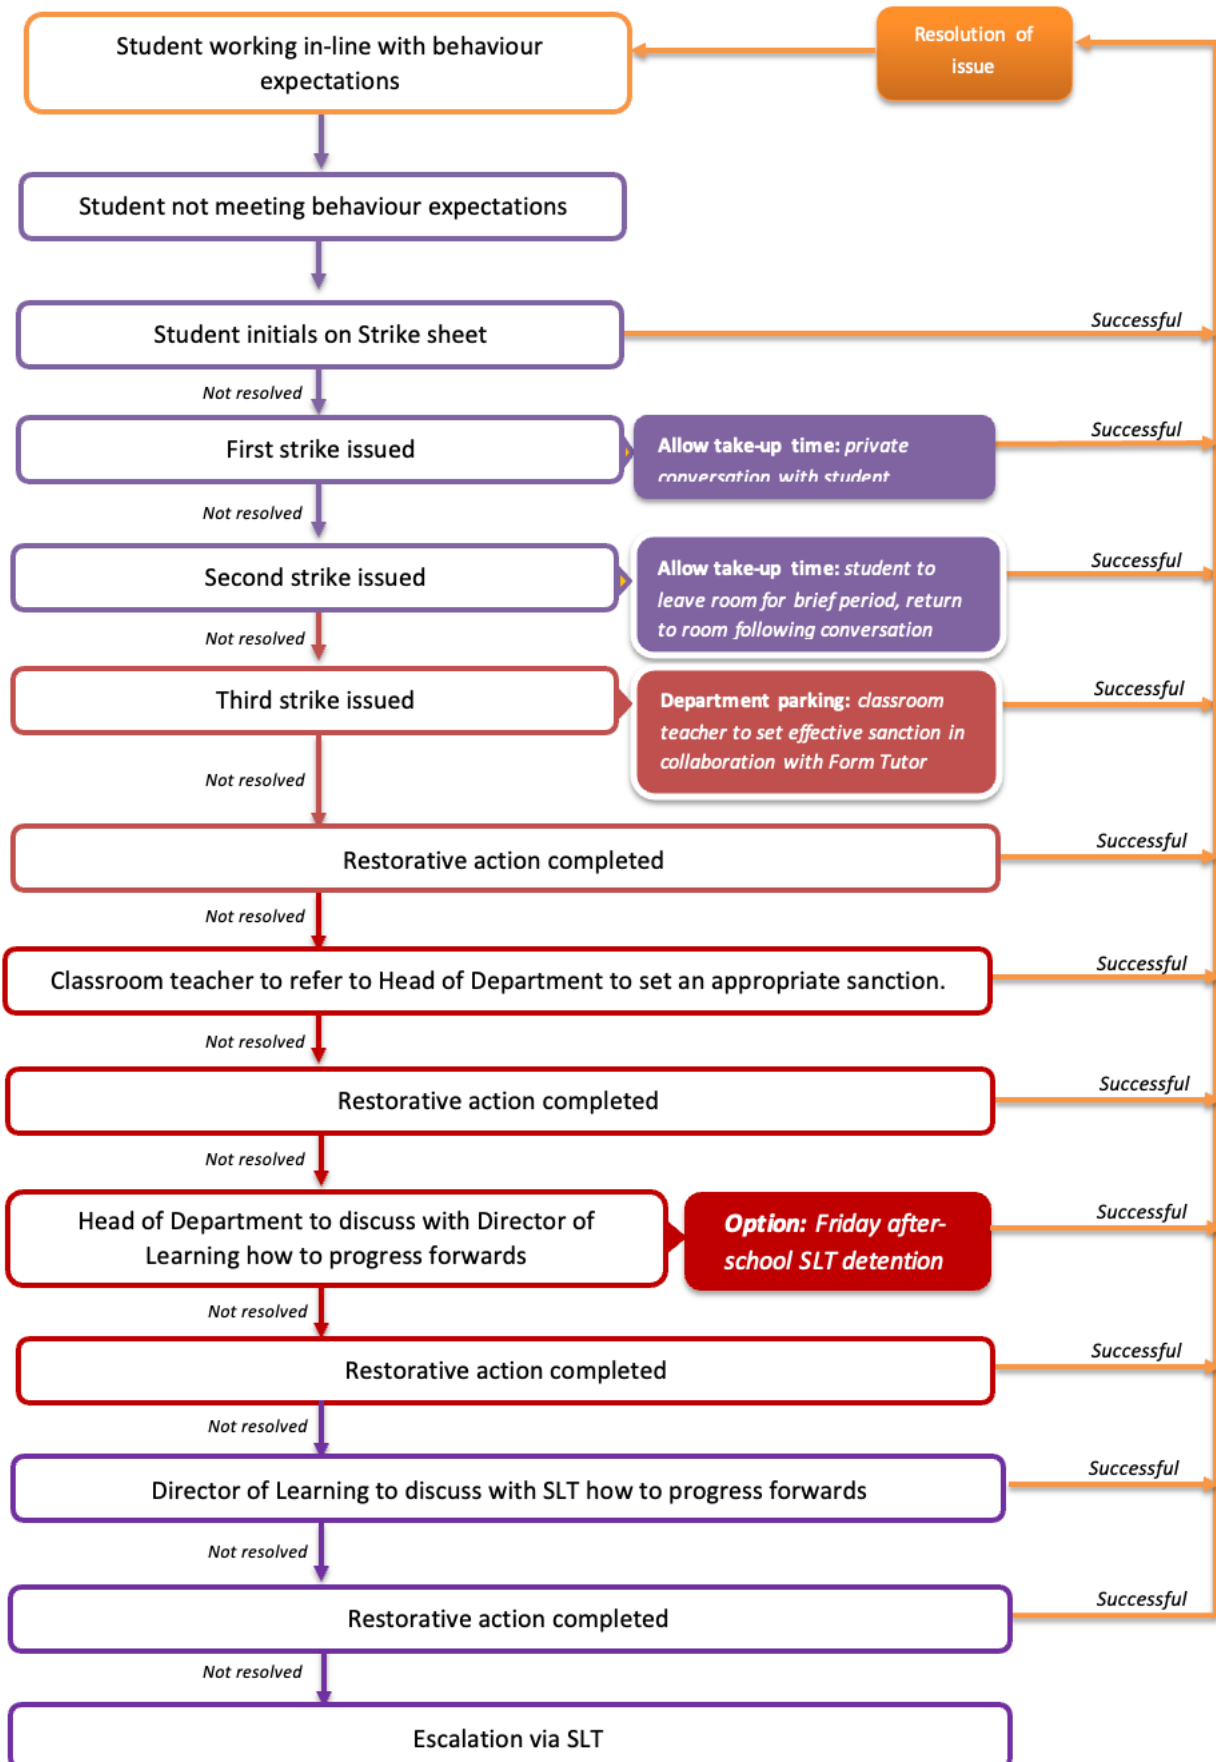 Student working in-line with behaviour
expectations
Resolution of
issue
Student not meeting behaviour expectations
Student initials on Strike sheet
Successful
Not resolved
First strike issued
Allow take-up time: private
conversation with student
Successful
Not resolved
Second strike issued
Allow take-up time: student to
leave room for brief period, return
to room following conversation
Successful
Not resolved
Third strike issued
Department parking: classroom
teacher to set effective sanction in
collaboration with Form Tutor
Successful
Not resolved
Restorative action completed
Successful
Not resolved
Classroom teacher to refer to Head of Department to set an appropriate sanction.
Successful
Not resolved
Restorative action completed
Successful
Not resolved
Head of Department to discuss with Director of
Learning how to progress forwards
Option: Friday after-
school SLT detention
Successful
Not resolved
Restorative action completed
Successful
Not resolved
Director of Learning to discuss with SLT how to progress forwards
Successful
Not resolved
Restorative action completed
Successful
Not resolved
Escalation via SLT